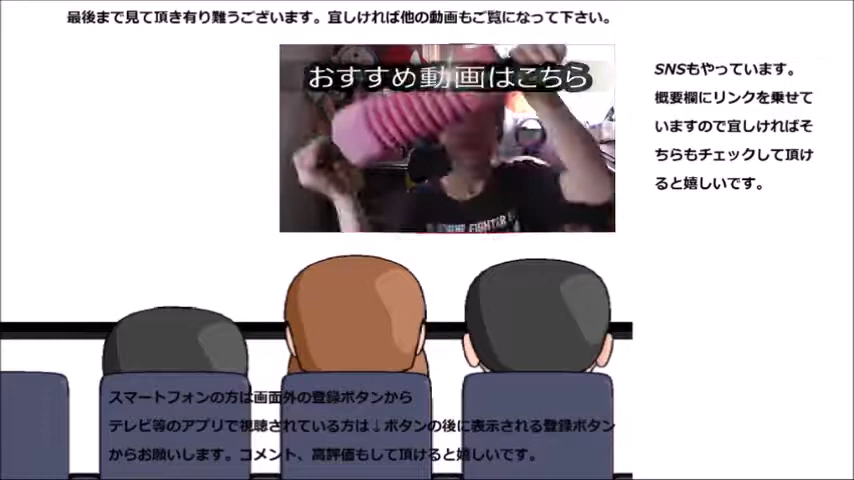 最後まで見て頂き有り難うございます。宜しければ他の動画もご覧になって下さい。
おすすめ動画はこちら
SNSもやっています。
概要欄にリンクを乗せて
いますので宜しければそ
ちらもチェックして頂け
ると嬉しいです。
FIGHTER
スマートフォンの方は画面外の登録ボタンから
テレビ等のアプリで視聴されている方は↓ボタンの後に表示される登録ボタン
からお願いします。コメント、高評価もして頂けると嬉しいです。